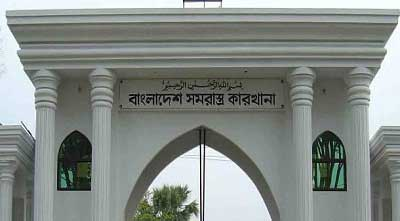 بسم الله الرحمن الرحيم
বাংলাদেশ সমরাস্ত্র কারখানা